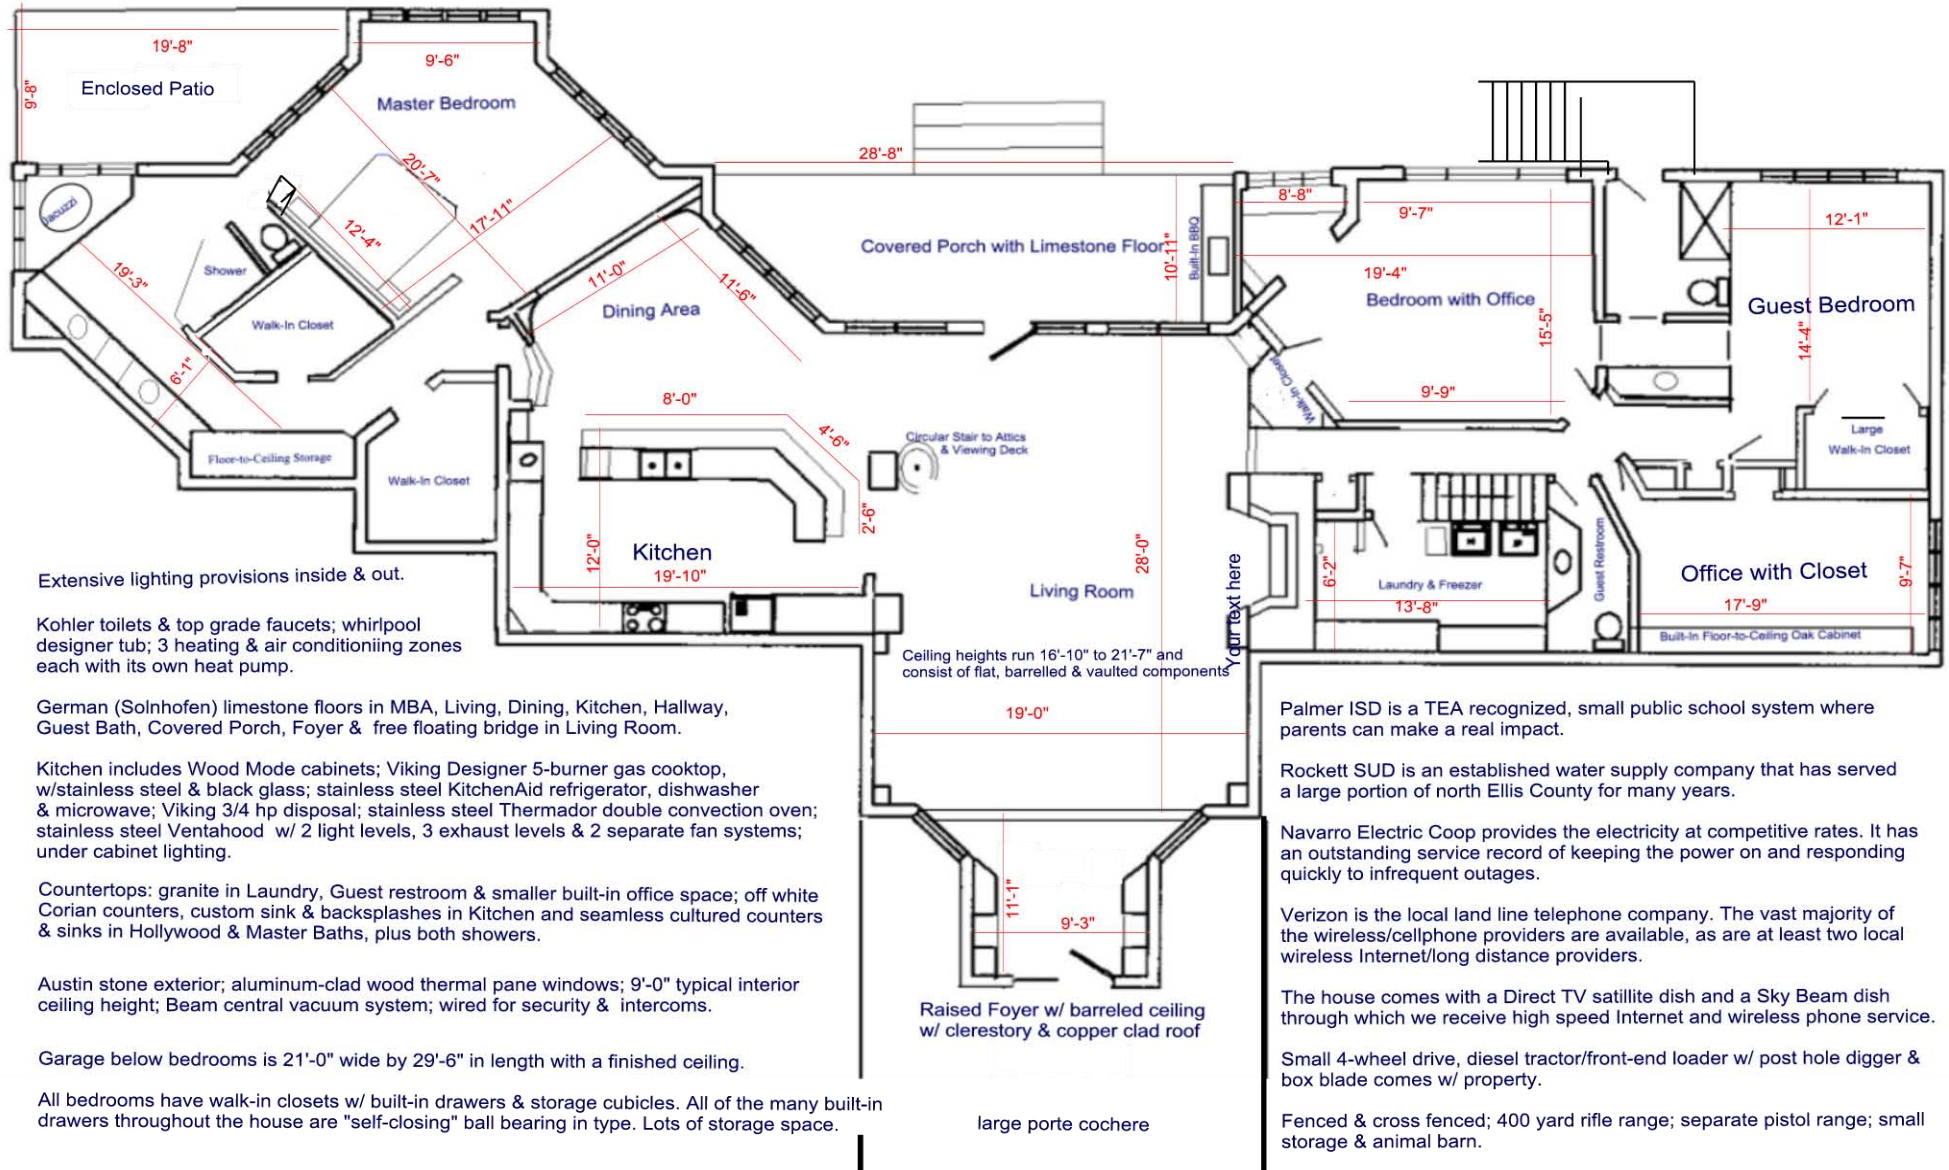 19'-8"
9'-8"
Enclosed Patio
9'-6"
Master Bedroom
20'-7"
17'-11"
12'-4"
Jacuzzi
19'-3"
Shower
Walk-In Closet
6'-1"
Floor-to-Ceiling Storage
Walk-In Closet
11'-0"
11'-6"
Dining Area
8'-0"
4'-6"
2'-6"
12'-0"
Kitchen
19'-10"
28'-8"
Covered Porch with Limestone Floor
10'-11"
Built-In BBQ
Circular Stair to Attics
& Viewing Deck
28'-0"
Living Room
Your text here
Ceiling heights run 16'-10" to 21'-7" and
consist of flat, barrelled & vaulted components
19'-0"
8'-8"
9'-7"
19'-4"
Bedroom with Office
15'-5"
9'-9"
Walk-In Closet
12'-1"
Guest Bedroom
14'-4"
Large
Walk-In Closet
6'-2"
Laundry & Freezer
13'-8"
Guest Restroom
Office with Closet
9'-7"
17'-9"
Built-In Floor-to-Ceiling Oak Cabinet
11'-1"
9'-3"
Raised Foyer w/ barreled ceiling
w/ clerestory & copper clad roof
large porte cochere
Extensive lighting provisions inside & out.
Kohler toilets & top grade faucets; whirlpool
designer tub; 3 heating & air conditioniing zones
each with its own heat pump.
German (Solnhofen) limestone floors in MBA, Living, Dining, Kitchen, Hallway,
Guest Bath, Covered Porch, Foyer & free floating bridge in Living Room.
Kitchen includes Wood Mode cabinets; Viking Designer 5-burner gas cooktop,
w/stainless steel & black glass; stainless steel KitchenAid refrigerator, dishwasher
& microwave; Viking 3/4 hp disposal; stainless steel Thermador double convection oven;
stainless steel Ventahood w/ 2 light levels, 3 exhaust levels & 2 separate fan systems;
under cabinet lighting.
Countertops: granite in Laundry, Guest restroom & smaller built-in office space; off white
Corian counters, custom sink & backsplashes in Kitchen and seamless cultured counters
& sinks in Hollywood & Master Baths, plus both showers.
Austin stone exterior; aluminum-clad wood thermal pane windows; 9'-0" typical interior
ceiling height; Beam central vacuum system; wired for security & intercoms.
Garage below bedrooms is 21'-0" wide by 29'-6" in length with a finished ceiling.
All bedrooms have walk-in closets w/ built-in drawers & storage cubicles. All of the many built-in
drawers throughout the house are "self-closing" ball bearing in type. Lots of storage space.
Palmer ISD is a TEA recognized, small public school system where
parents can make a real impact.
Rockett SUD is an established water supply company that has served
a large portion of north Ellis County for many years.
Navarro Electric Coop provides the electricity at competitive rates. It has
an outstanding service record of keeping the power on and responding
quickly to infrequent outages.
Verizon is the local land line telephone company. The vast majority of
the wireless/cellphone providers are available, as are at least two local
wireless Internet/long distance providers.
The house comes with a Direct TV satillite dish and a Sky Beam dish
through which we receive high speed Internet and wireless phone service.
Small 4-wheel drive, diesel tractor/front-end loader w/ post hole digger &
box blade comes w/ property.
Fenced & cross fenced; 400 yard rifle range; separate pistol range; small
storage & animal barn.